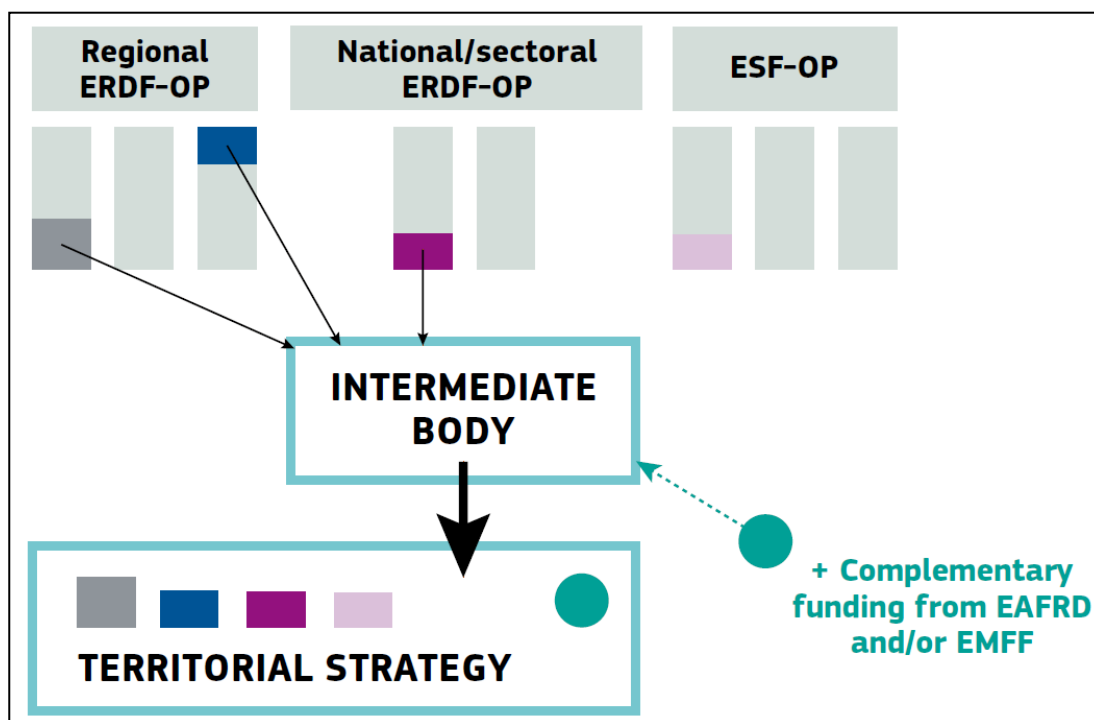 Regional
ERDF-OP
National/sectoral
ERDF-OP
ESF-OP
INTERMEDIATE
BODY
+ Complementary
funding from EAFRD
and/or EMFF
TERRITORIAL STRATEGY